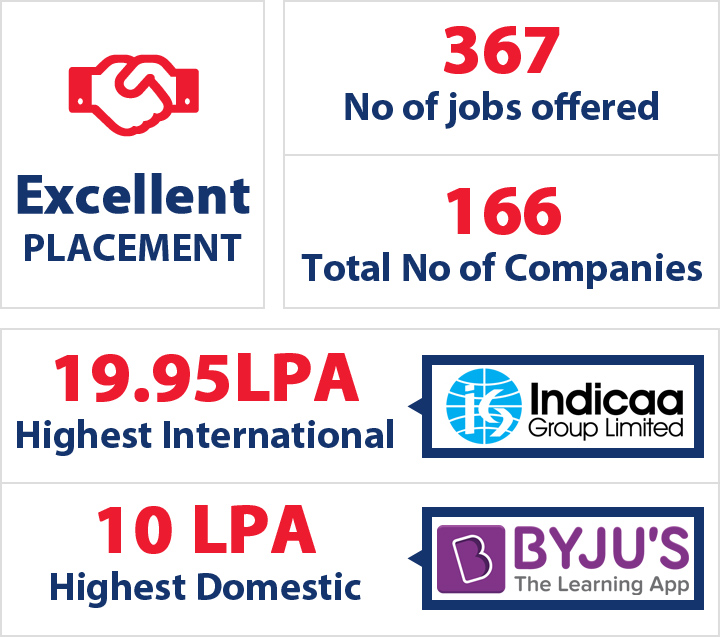 Excellent
PLACEMENT
367
No of jobs offered
166
Total No of Companies
19.95LPA
Highest International
is
Indicaa
Group Limited
10 LPA
Highest Domestic
B
BYJU'S
The Learning App